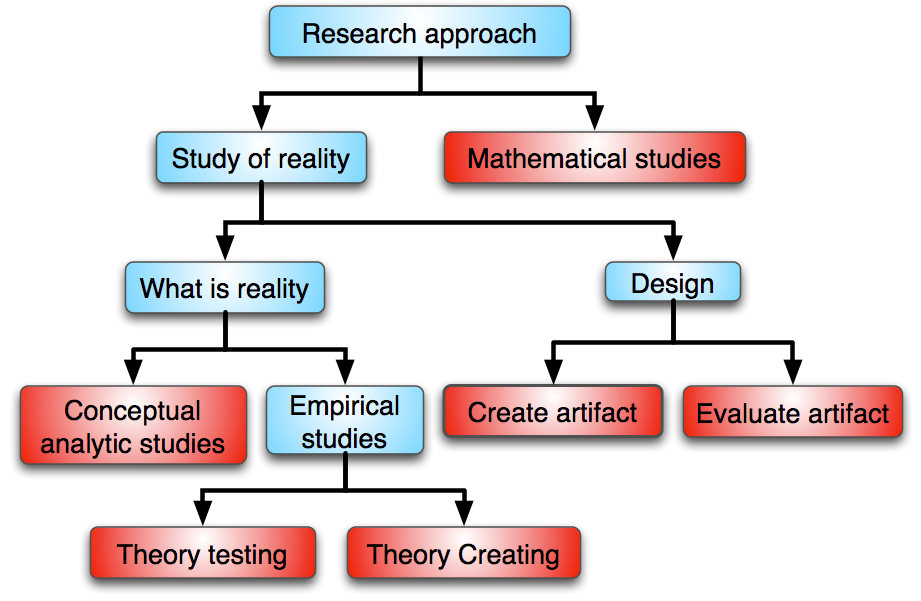 Research approach
Study of reality
Mathematical studies
What is reality
Design
Conceptual
analytic studies
Empirical
studies
Create artifact
Evaluate artifact
Theory testing
Theory Creating